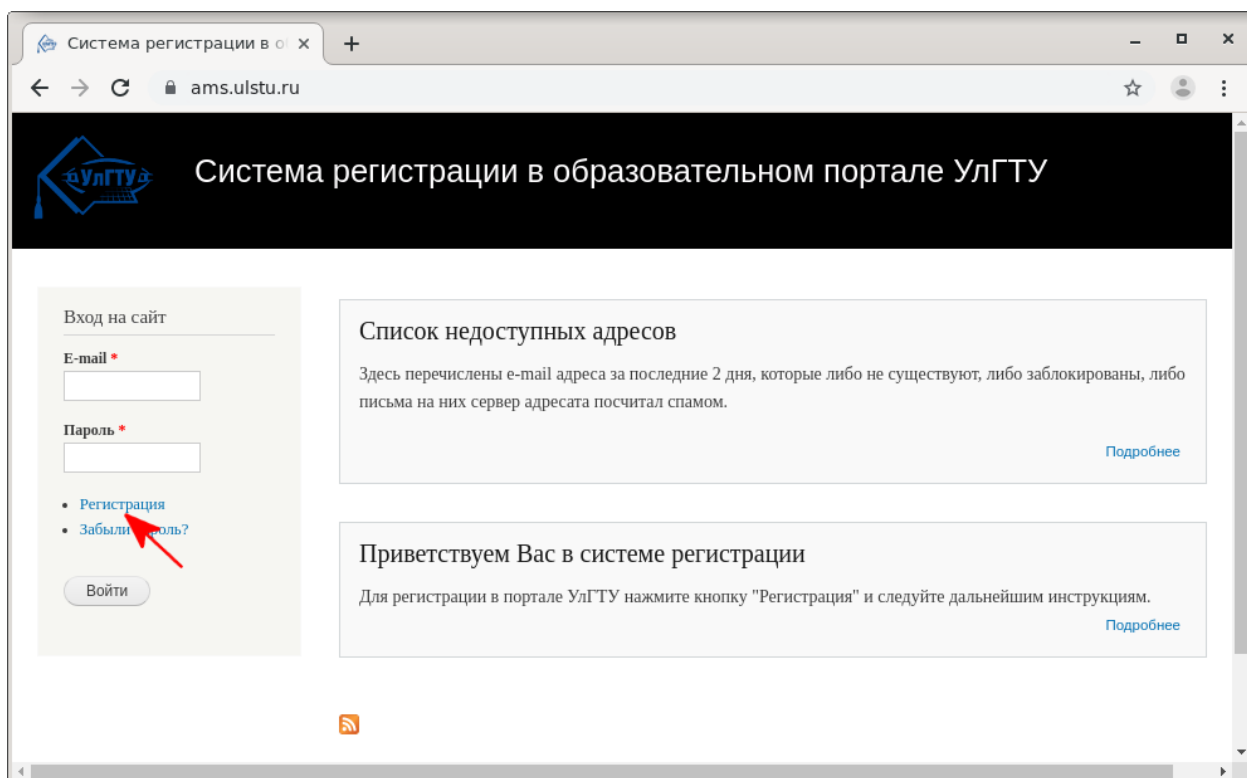 Система регистрации в о
ams.ulstu.ru
УлГТУ
Система регистрации в образовательном портале УлГТУ
Вход на сайт
E-mail *
Пароль *
Регистрация
Забыли пароль?
Войти
Список недоступных адресов
Здесь перечислены e-mail адреса за последние 2 дня, которые либо не существуют, либо заблокированы, либо
письма на них сервер адресата посчитал спамом.
Подробнее
Приветствуем Вас в системе регистрации
Для регистрации в портале УлГТУ нажмите кнопку "Регистрация" и следуйте дальнейшим инструкциям.
Подробнее